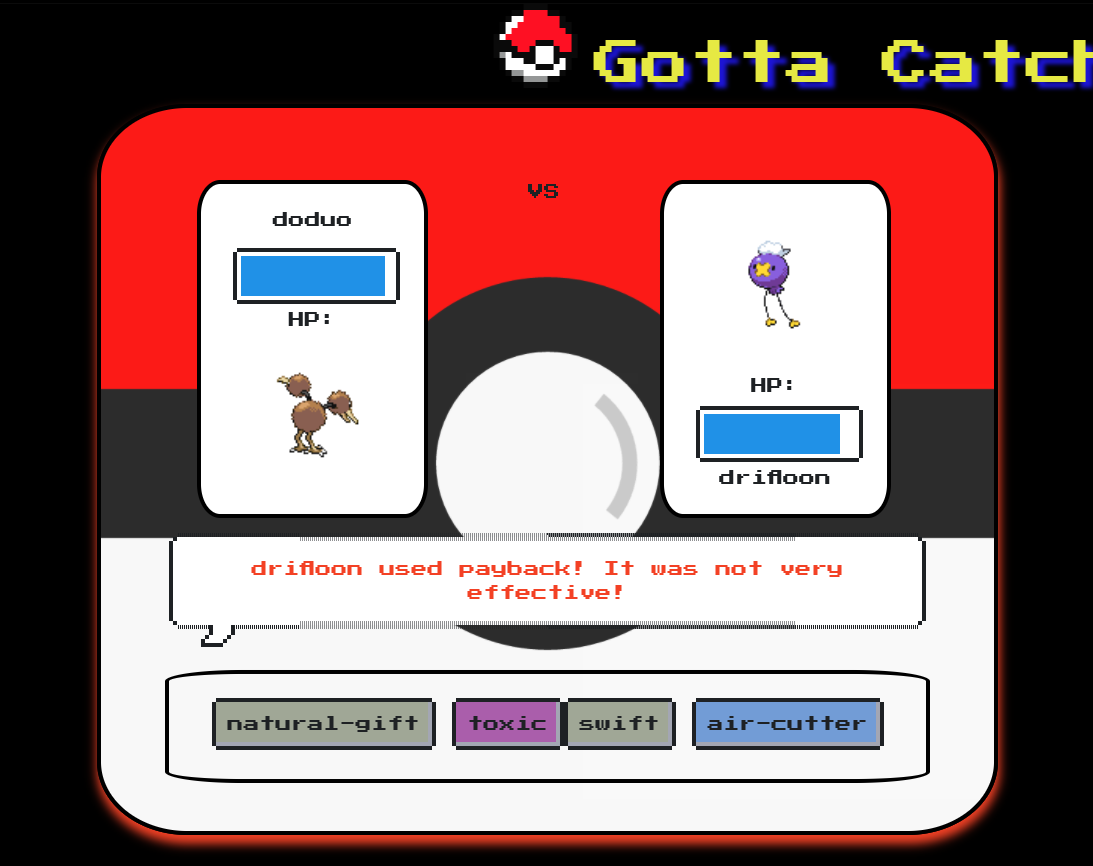 Gotta Catch
vs
doduo
HP:
HP:
drifloon
drifloon used payback! It was not very
effective!
natural-gift toxic swift air-cutter